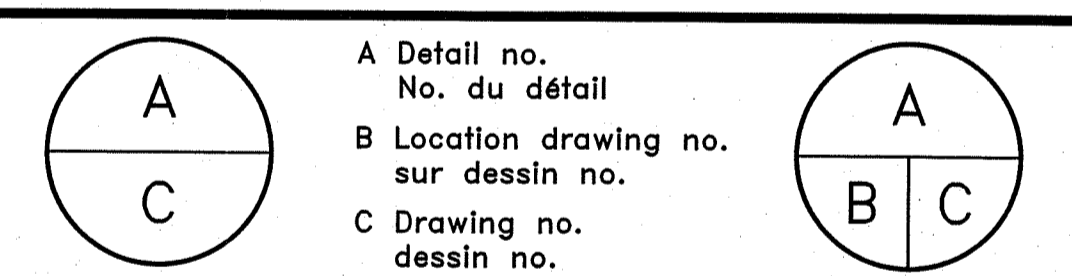 A
C
A Detail no.
No. du détail
B Location drawing no.
sur dessin no.
C Drawing no.
dessin no.
A
B C